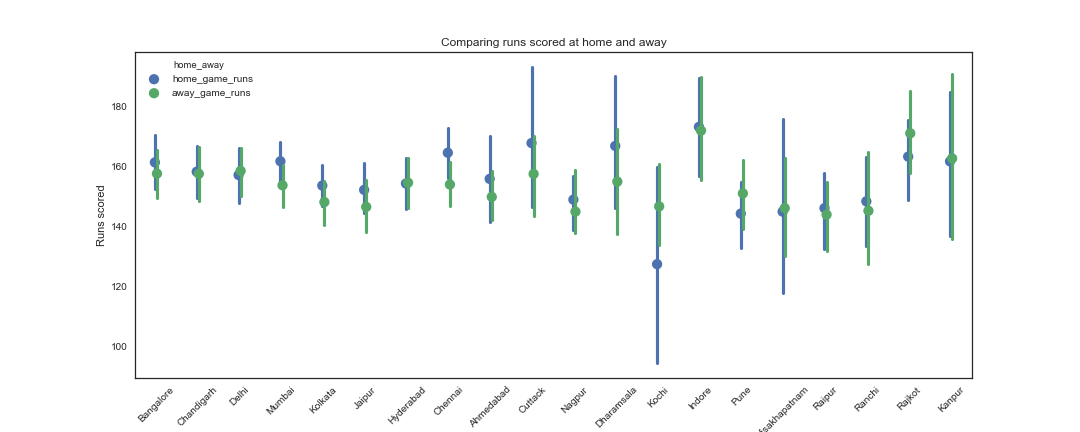 Comparing runs scored at home and away
home_away
home_game_runs
away_game_runs
180
160
140
120
100
Runs scored
Bangalore
Chandigarh
Delhi
Mumbai
Kolkata
Jaipur
Hyderabad
Chennai
Ahmedabad
Cuttack
Nagpur
Dharamsala
Kochi
Indore
Pune
Raipur
Ranchi
Rajkot
Kanpur